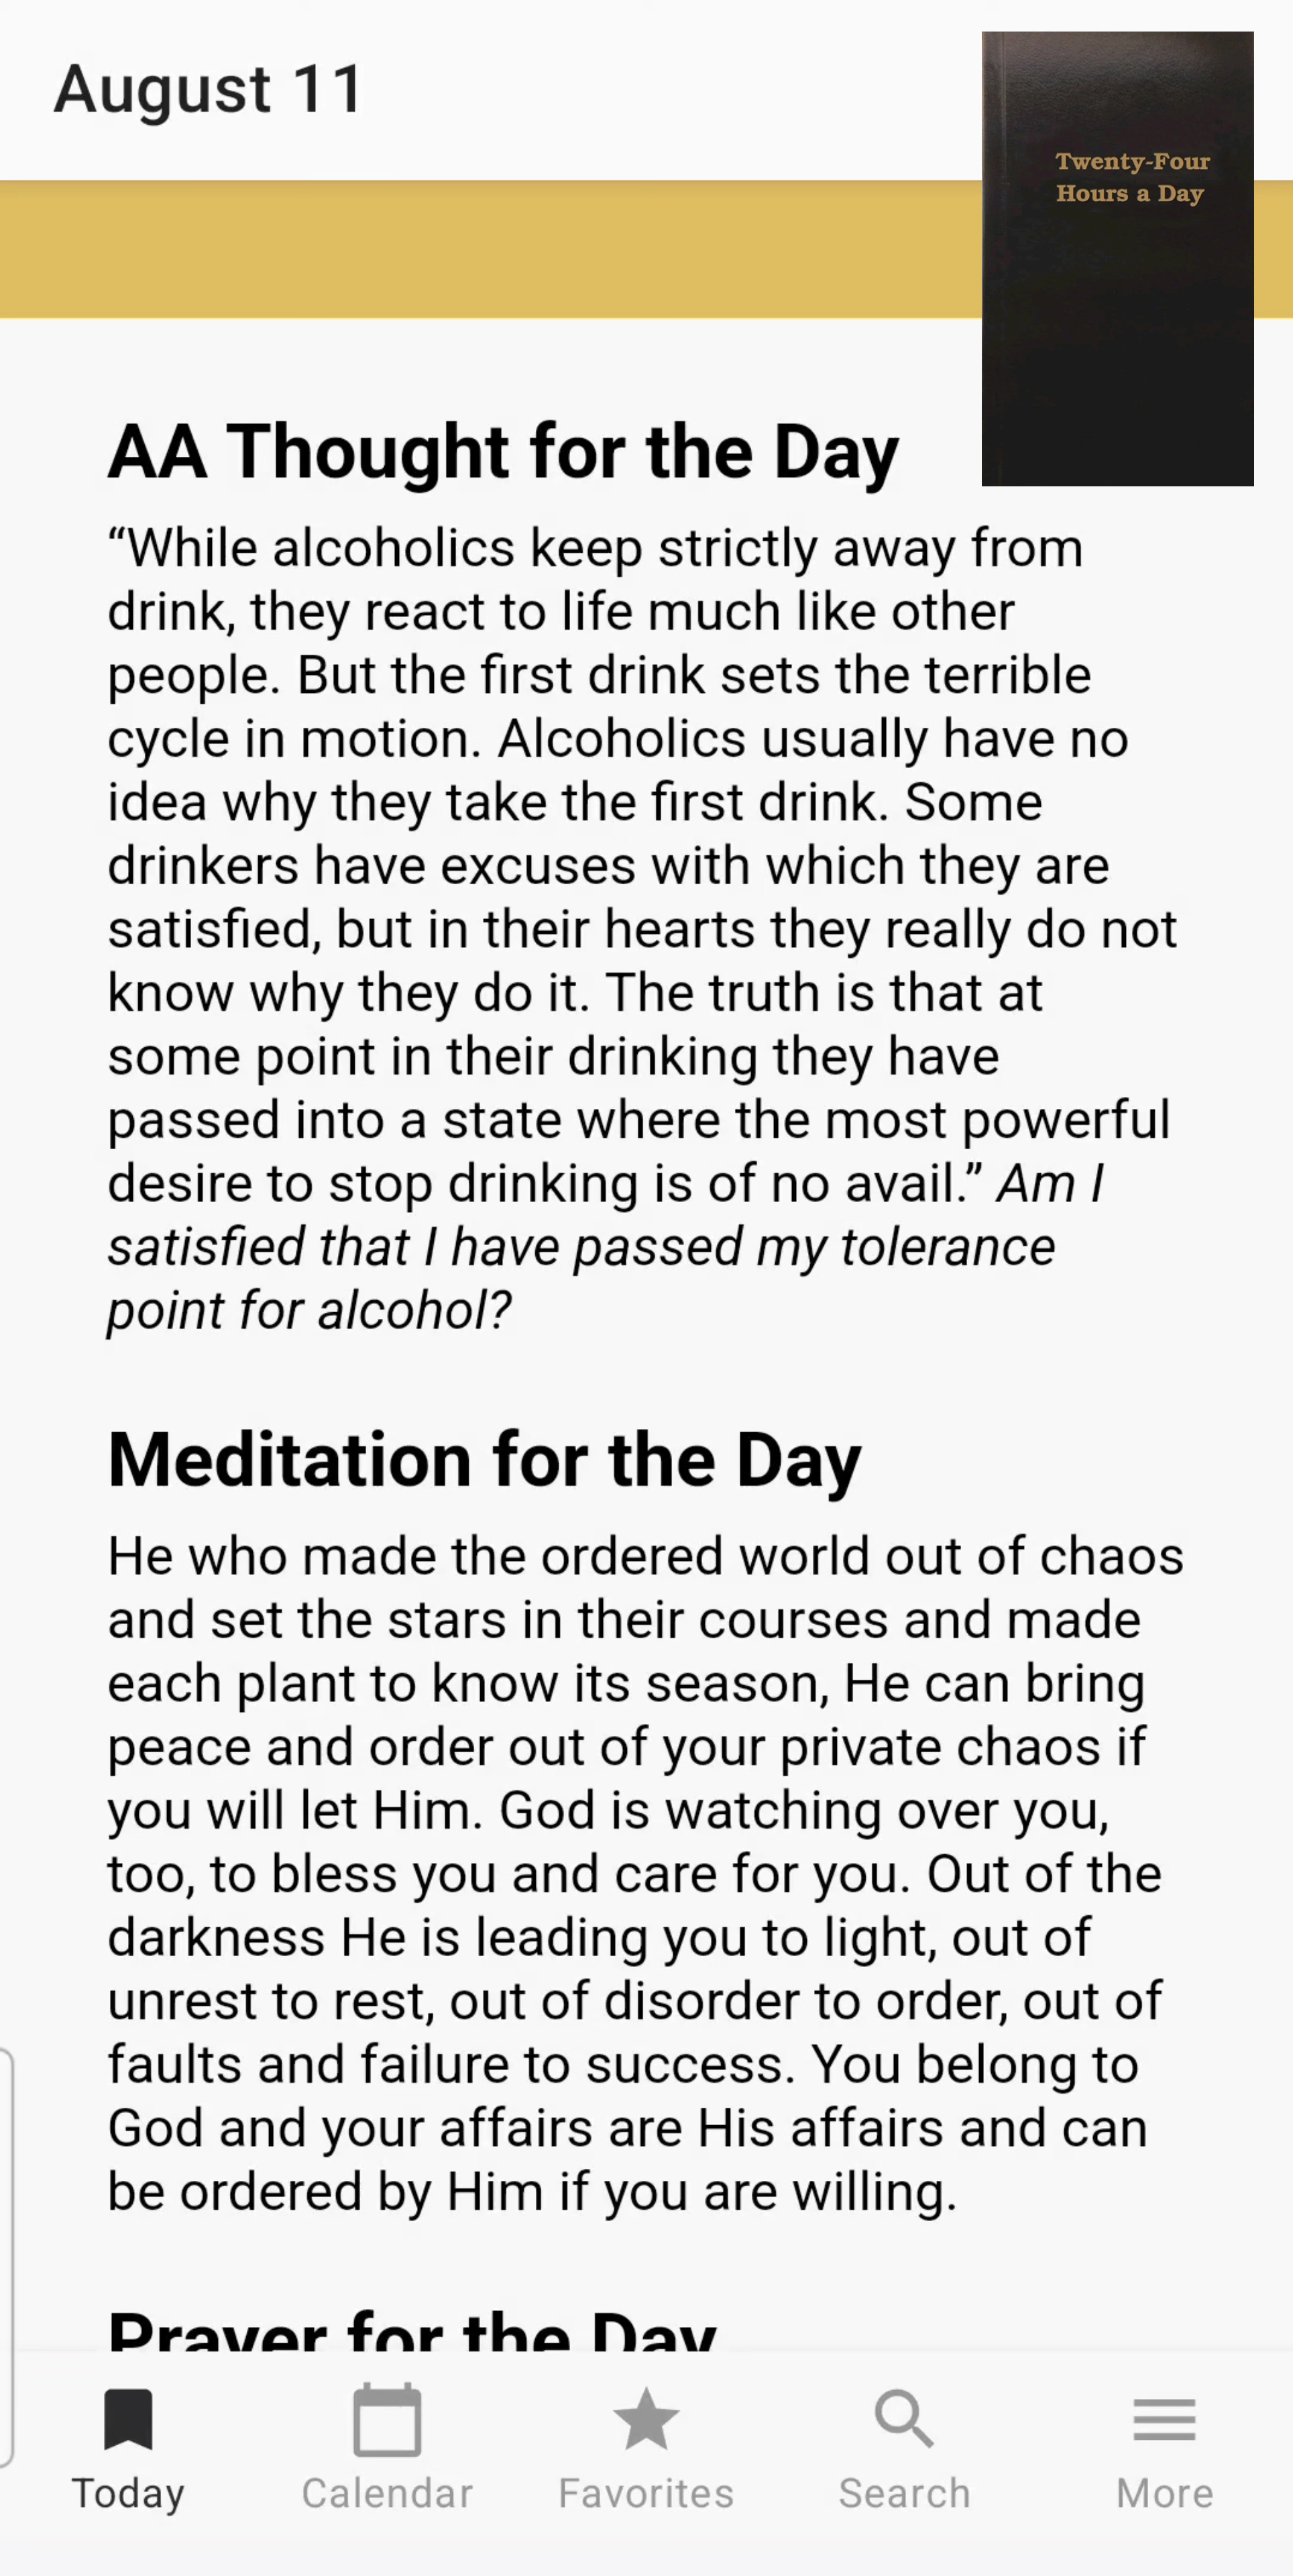 August 11
Twenty-Four
Hours a Day
AA Thought for the Day
“While alcoholics keep strictly away from
drink, they react to life much like other
people. But the first drink sets the terrible
cycle in motion. Alcoholics usually have no
idea why they take the first drink. Some
drinkers have excuses with which they are
satisfied, but in their hearts they really do not
know why they do it. The truth is that at
some point in their drinking they have
passed into a state where the most powerful
desire to stop drinking is of no avail.” Am I
satisfied that I have passed my tolerance
point for alcohol?
Meditation for the Day
He who made the ordered world out of chaos
and set the stars in their courses and made
each plant to know its season, He can bring
peace and order out of your private chaos if
you will let Him. God is watching over you,
too, to bless you and care for you. Out of the
darkness He is leading you to light, out of
unrest to rest, out of disorder to order, out of
faults and failure to success. You belong to
God and your affairs are His affairs and can
be ordered by Him if you are willing.
Prayer for the Day
Today
Calendar
Favorites
Search
More